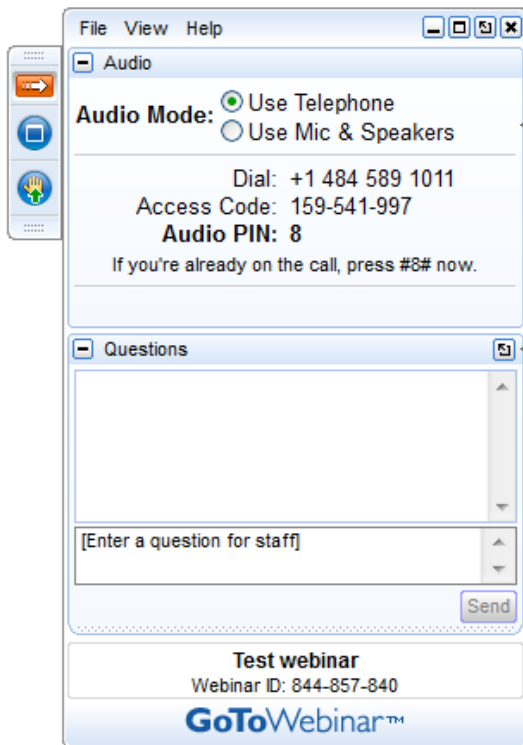 File View Help
Audio
Audio Mode: Use Telephone
Use Mic & Speakers
Dial: +1 484 589 1011
Access Code: 159-541-997
Audio PIN: 8
If you're already on the call, press #8# now.
Questions
[Enter a question for staff]
Send
Test webinar
Webinar ID: 844-857-840
GoToWebinar™